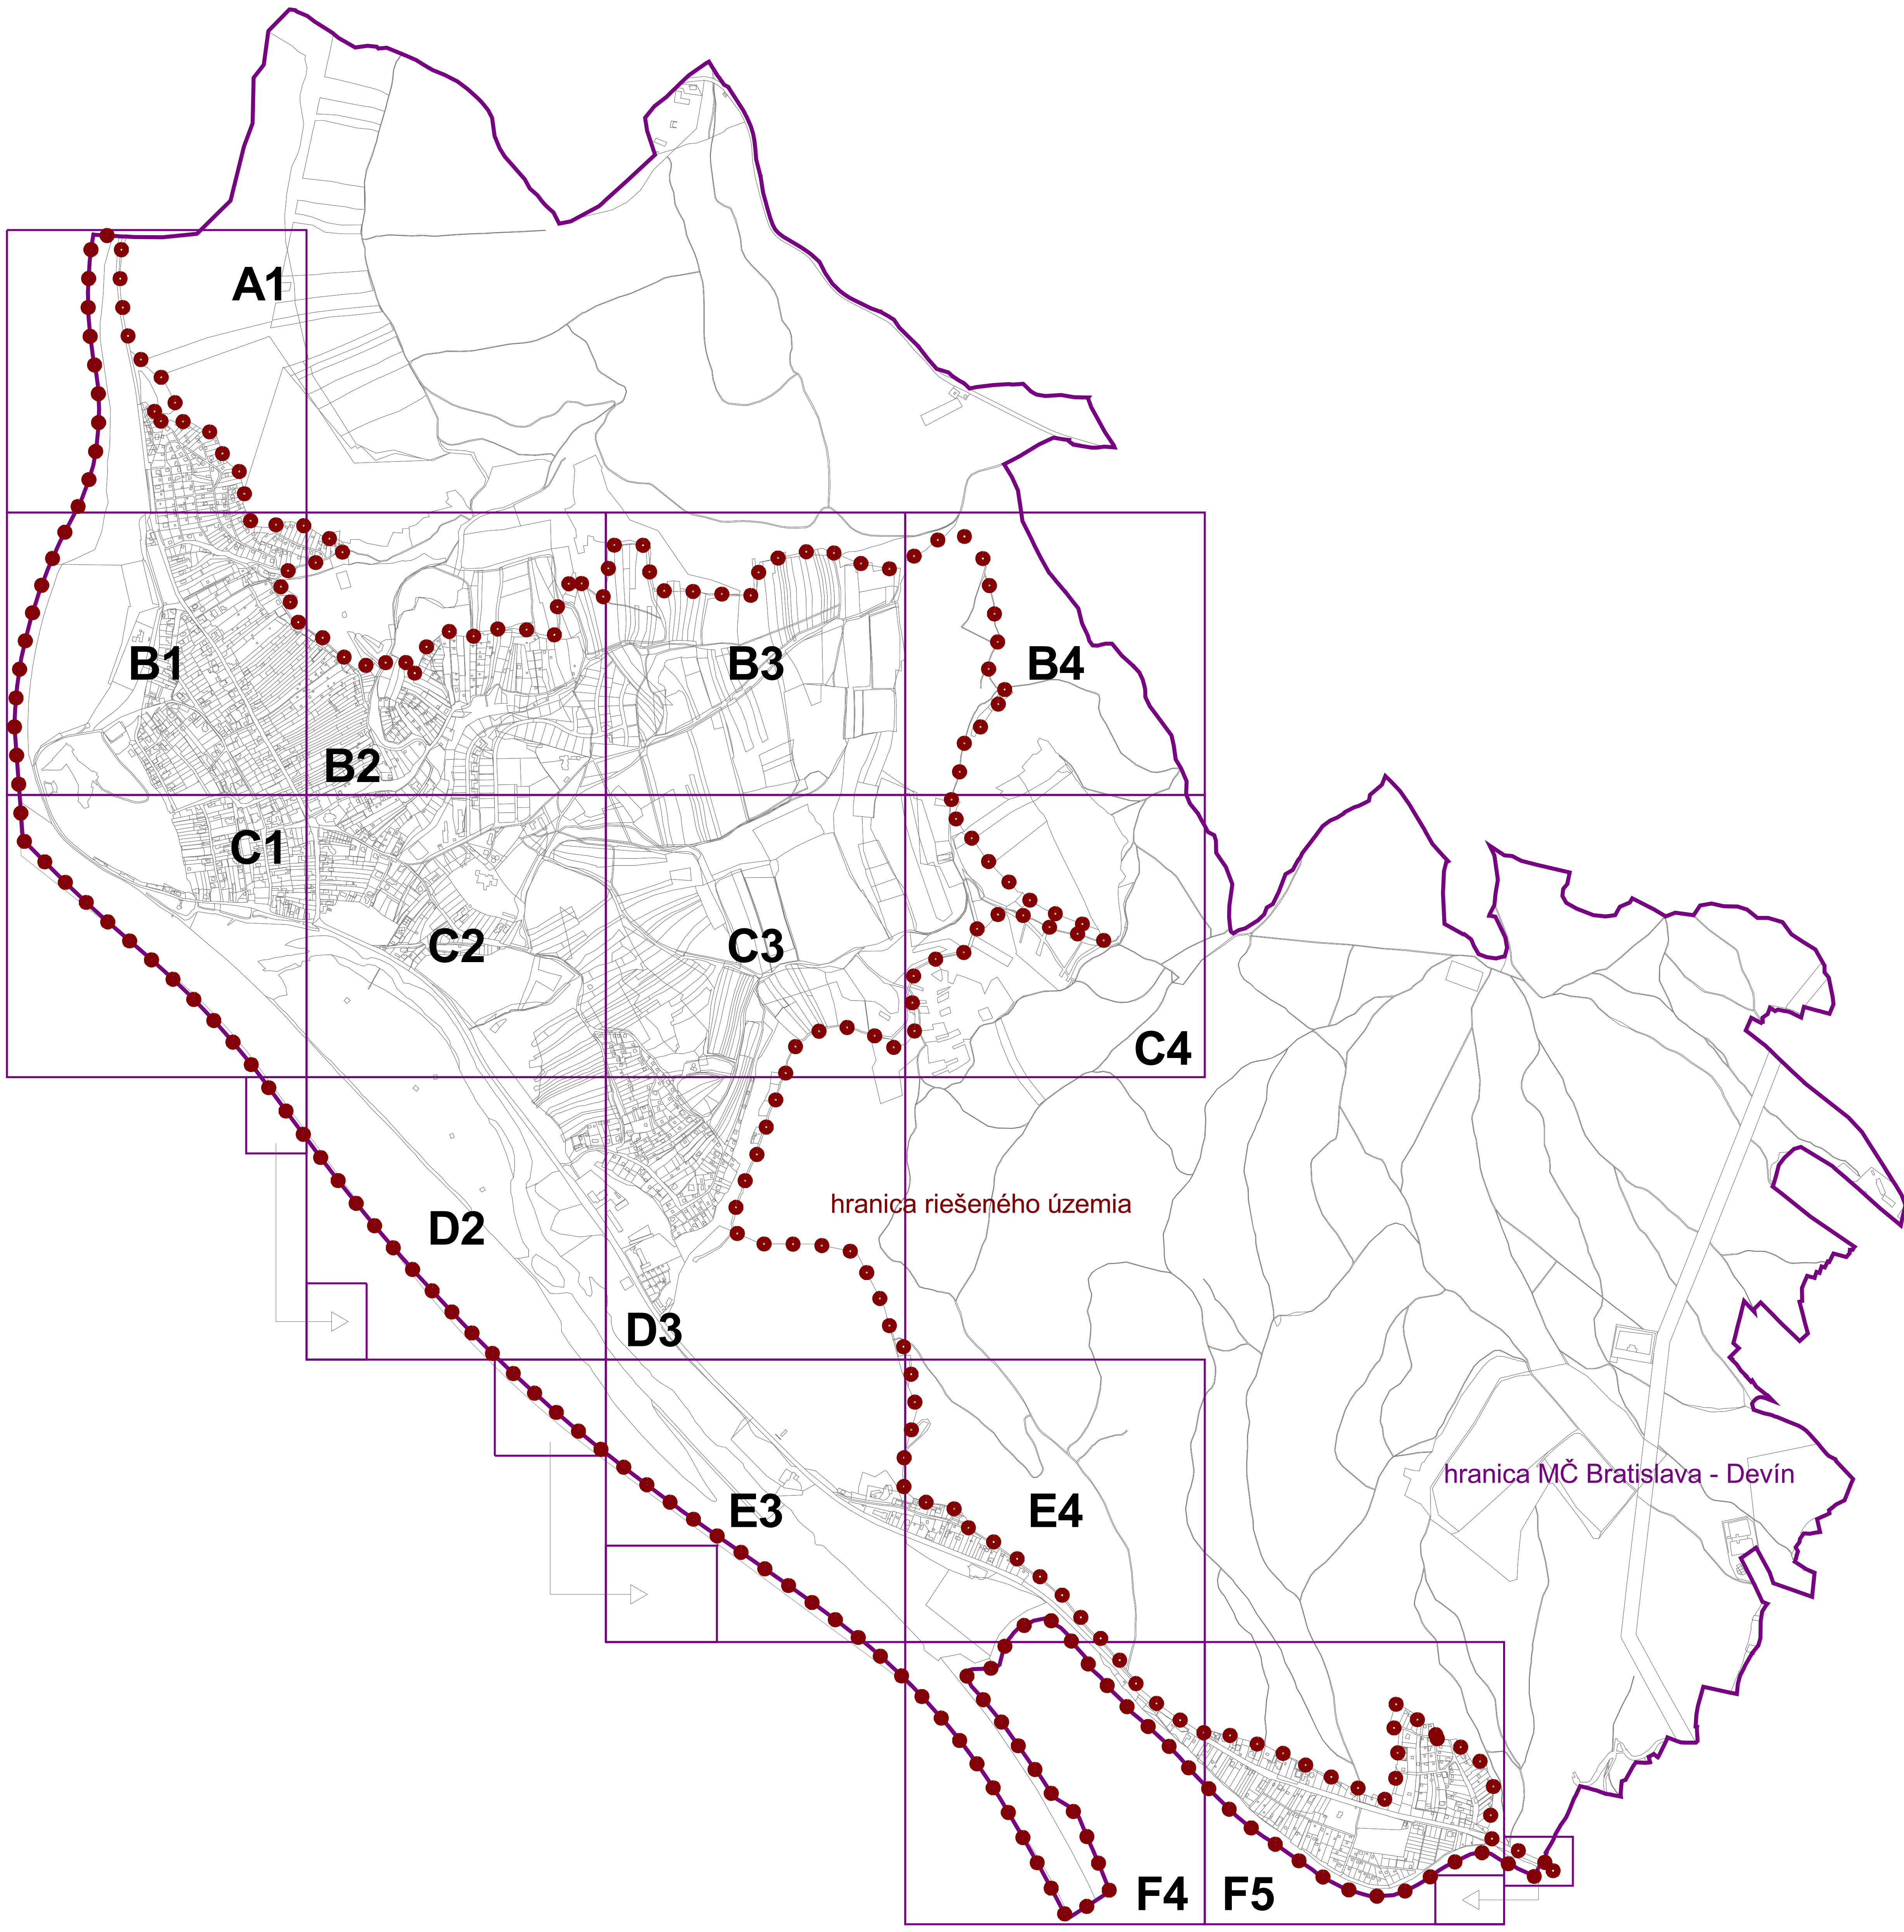 A1
B1
B3
B4
B2
C1
C2
C3
C4
hranica riešeného územia
D2
D3
hranica MČ Bratislava - Devín
E3
E4
F4
F5